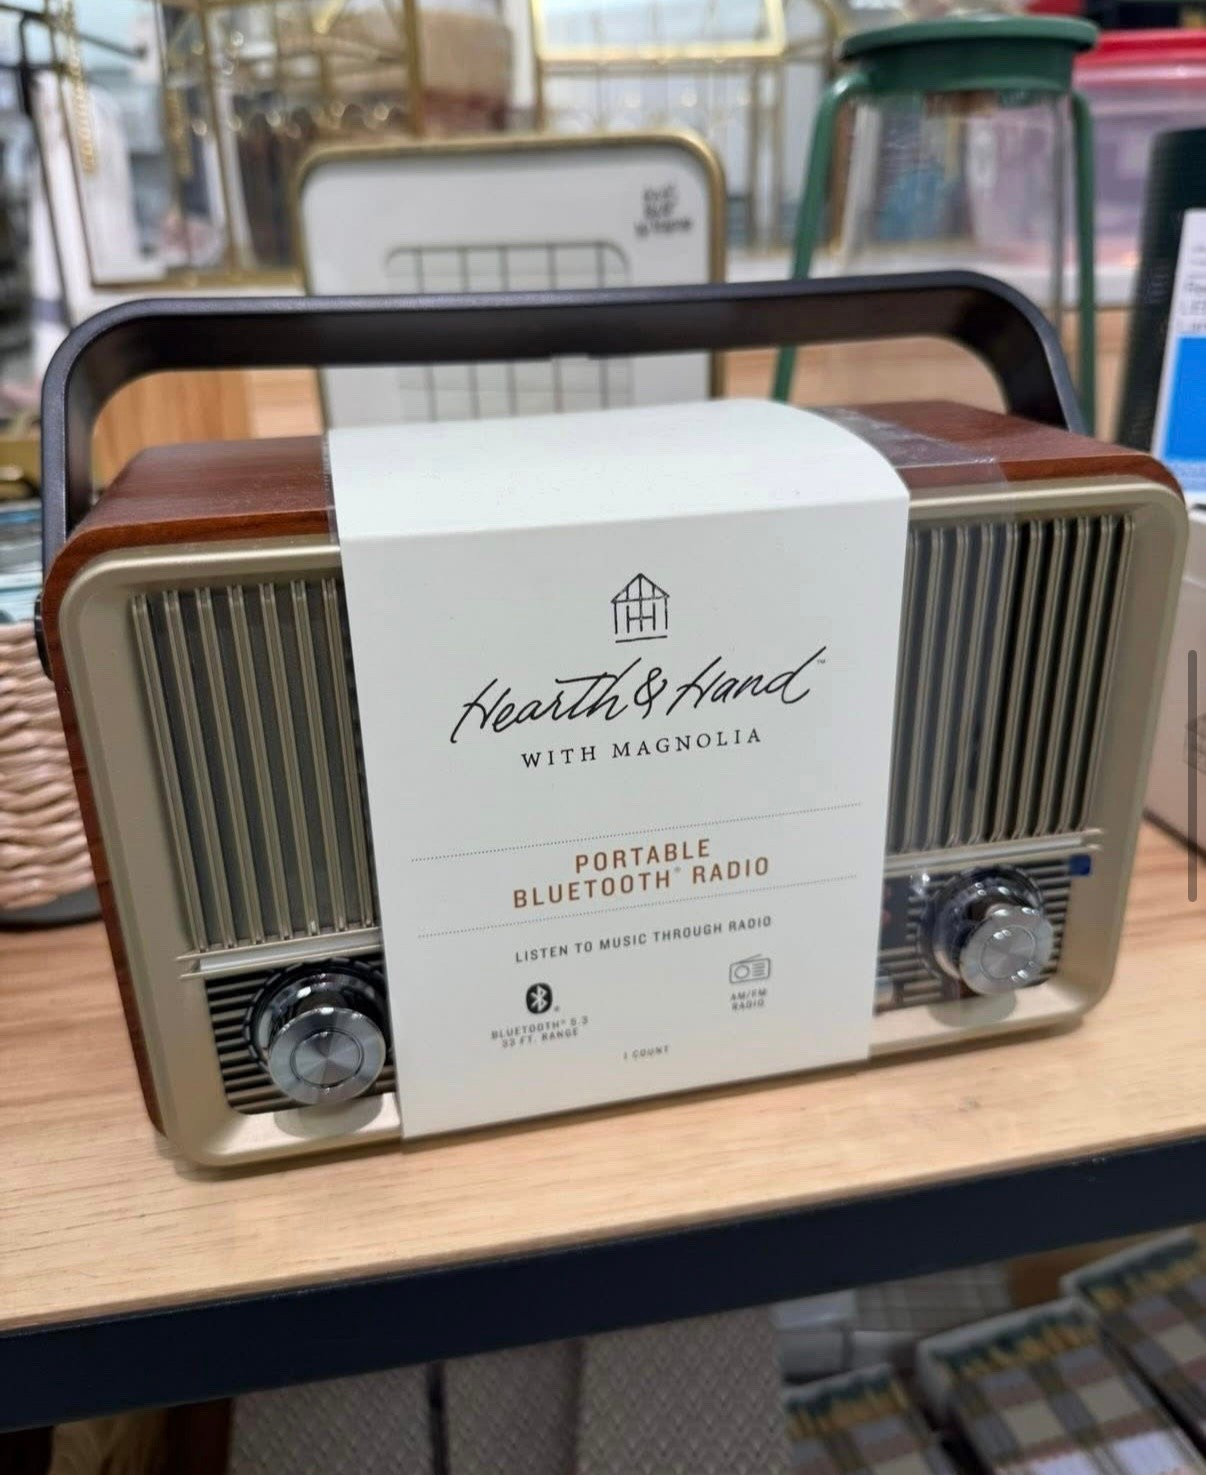 Hearth & Hand™
WITH MAGNOLIA
PORTABLE
BLUETOOTH® RADIO
LISTEN TO MUSIC THROUGH RADIO
BLUETOOTH® 5.3
33 FT. RANGE
AM/FM
RADIO
1 COUNT